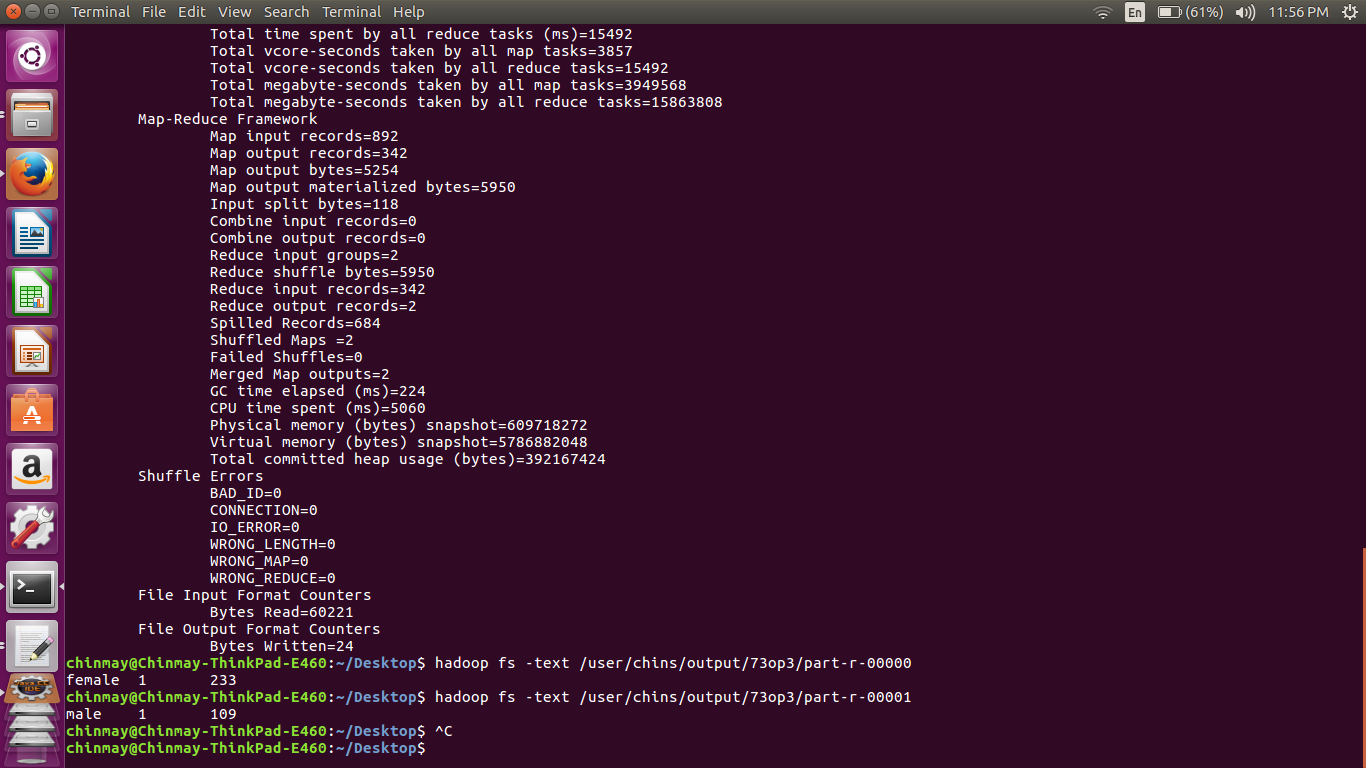 Terminal File Edit View Search Terminal Help En (61%) 11:56 PM
Total time spent by all reduce tasks (ms)=15492
Total vcore-seconds taken by all map tasks=3857
Total vcore-seconds taken by all reduce tasks=15492
Total megabyte-seconds taken by all map tasks=3949568
Total megabyte-seconds taken by all reduce tasks=15863808
Map-Reduce Framework
Map input records=892
Map output records=342
Map output bytes=5254
Map output materialized bytes=5950
Input split bytes=118
Combine input records=0
Combine output records=0
Reduce input groups=2
Reduce shuffle bytes=5950
Reduce input records=342
Reduce output records=2
Spilled Records=684
Shuffled Maps =2
Failed Shuffles=0
Merged Map outputs=2
GC time elapsed (ms)=224
CPU time spent (ms)=5060
Physical memory (bytes) snapshot=609718272
Virtual memory (bytes) snapshot=5786882048
Total committed heap usage (bytes)=392167424
Shuffle Errors
BAD_ID=0
CONNECTION=0
IO_ERROR=0
WRONG_LENGTH=0
WRONG_MAP=0
WRONG_REDUCE=0
File Input Format Counters
Bytes Read=60221
File Output Format Counters
Bytes Written=24
chinmay@Chinmay-ThinkPad-E460:~/Desktop$ hadoop fs -text /user/chins/output/73op3/part-r-00000
female 1 233
chinmay@Chinmay-ThinkPad-E460:~/Desktop$ hadoop fs -text /user/chins/output/73op3/part-r-00001
male 1 109
chinmay@Chinmay-ThinkPad-E460:~/Desktop$ ^C
chinmay@Chinmay-ThinkPad-E460:~/Desktop$